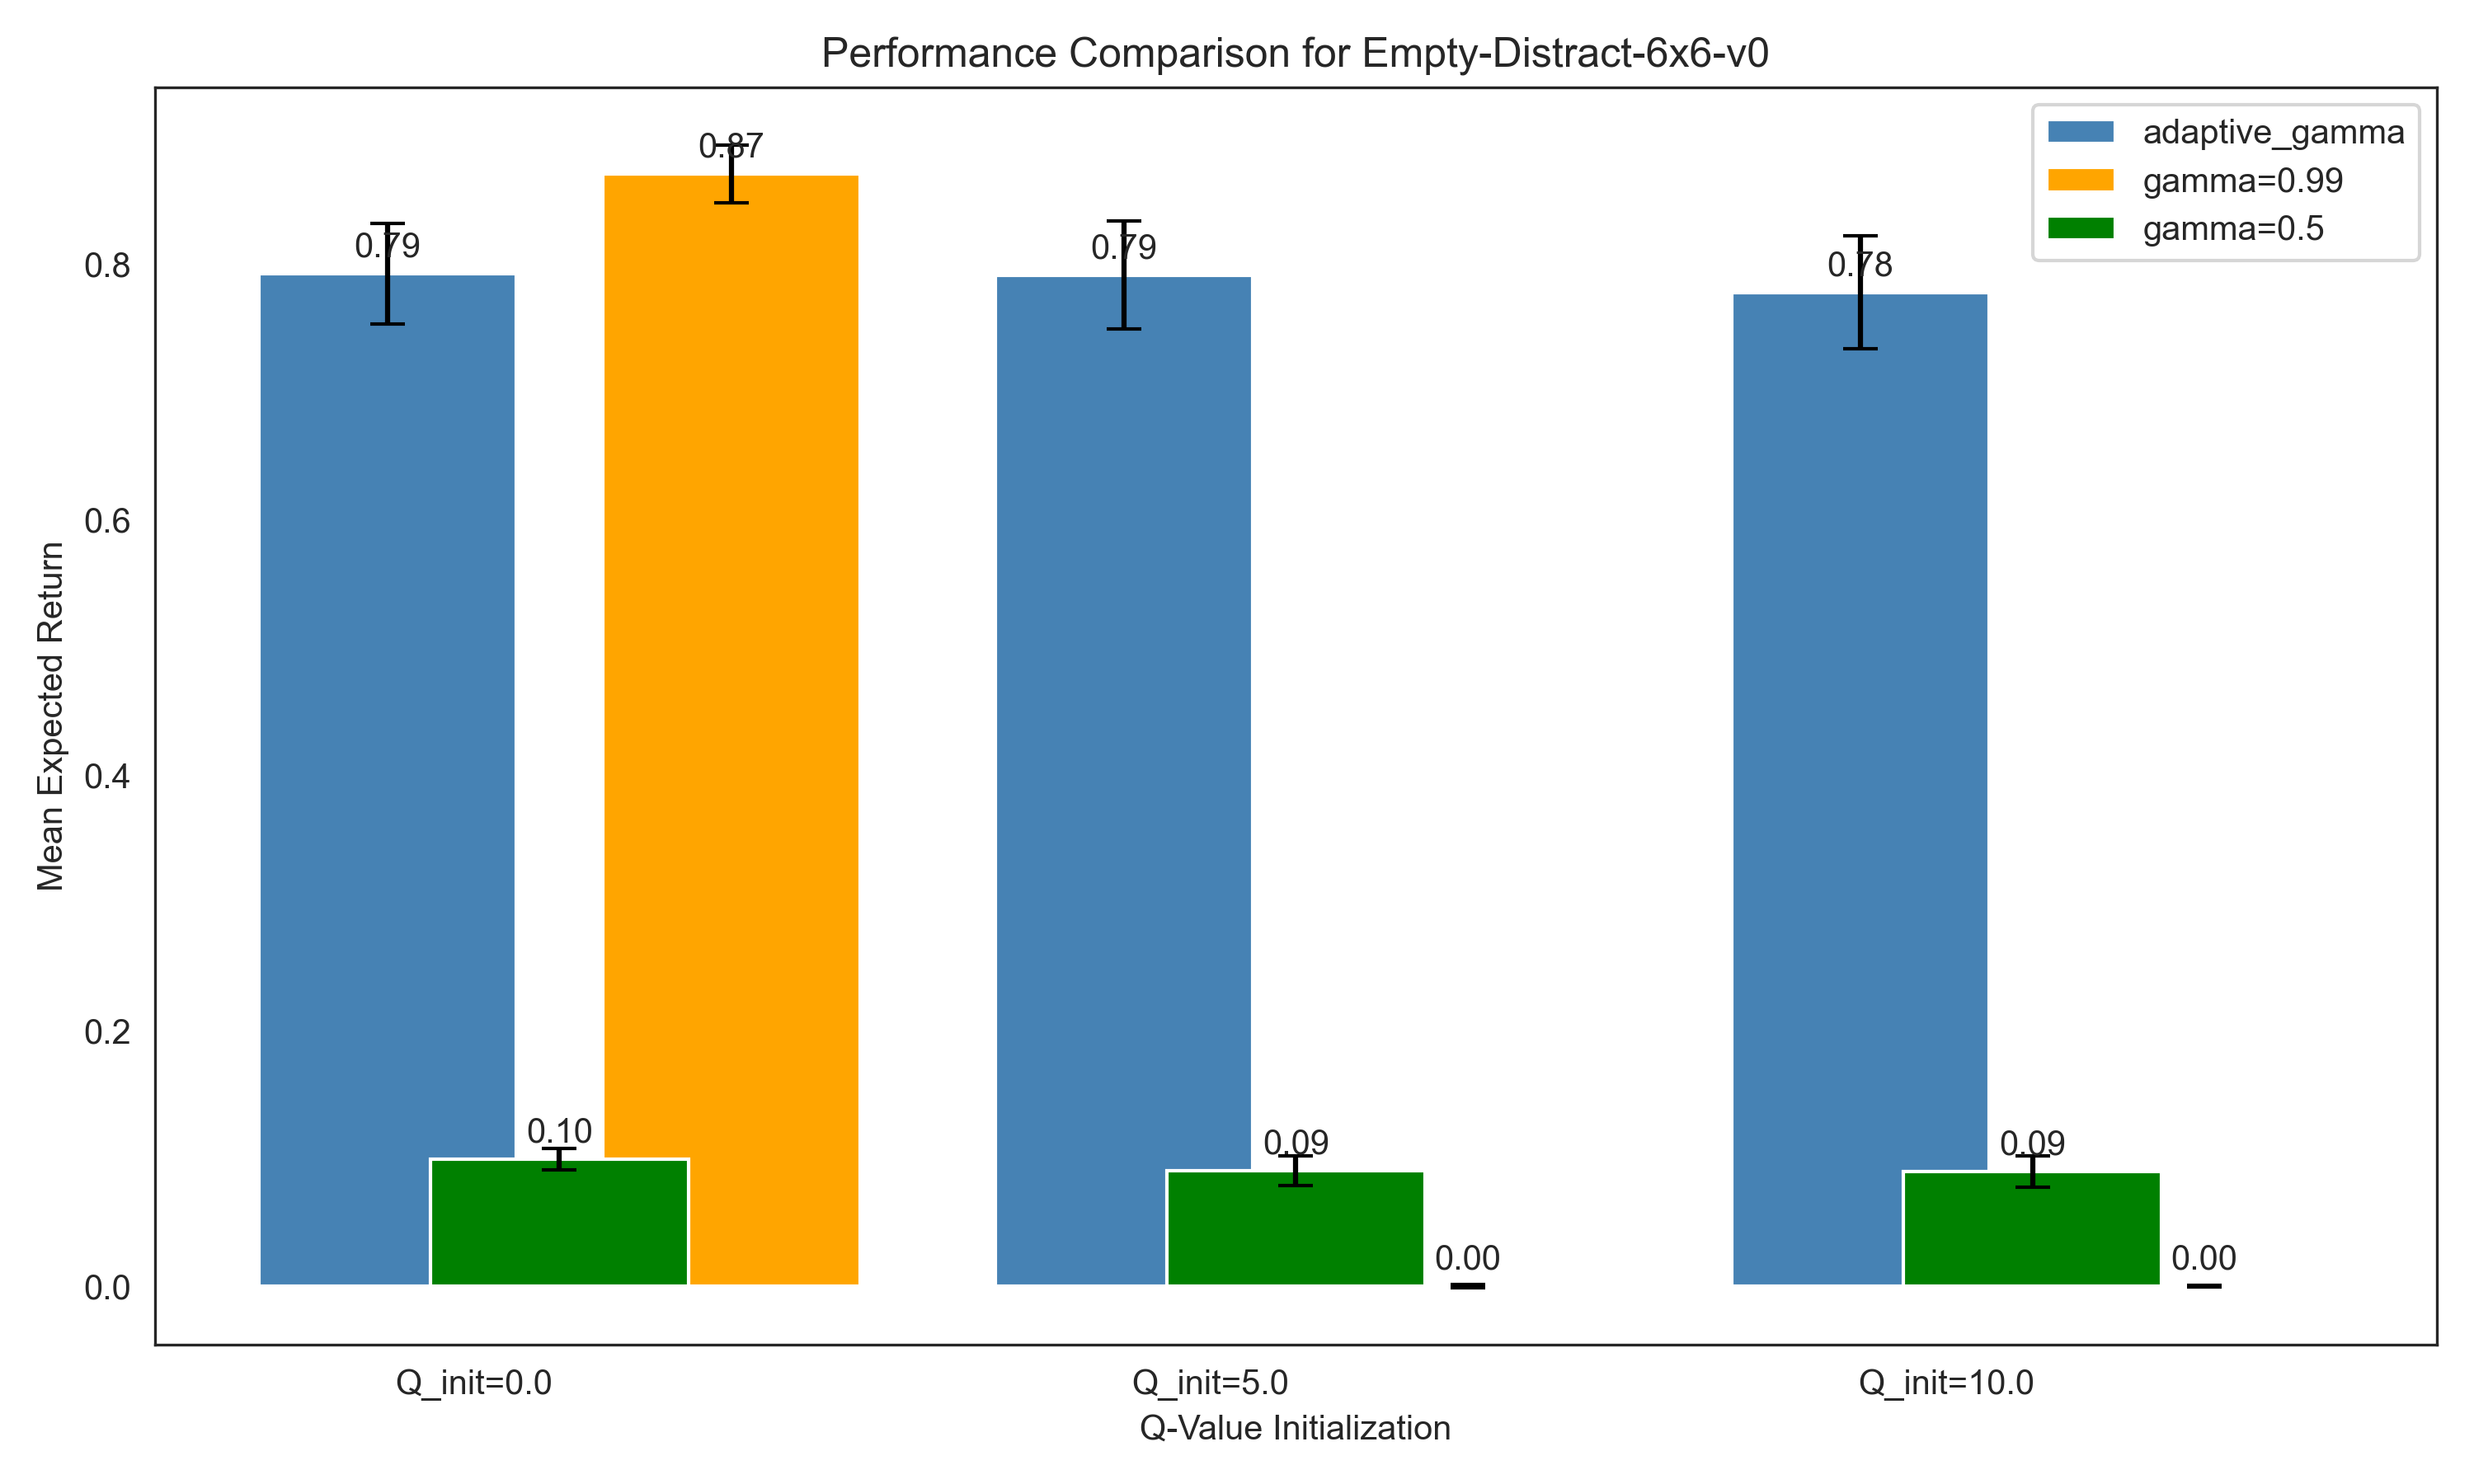 Performance Comparison for Empty-Distract-6x6-v0
adaptive_gamma
gamma=0.99
gamma=0.5
Mean Expected Return
0.8
0.6
0.4
0.2
0.0
0.79
0.10
0.87
0.79
0.09
0.00
0.78
0.09
0.00
Q_init=0.0
Q_init=5.0
Q_init=10.0
Q-Value Initialization